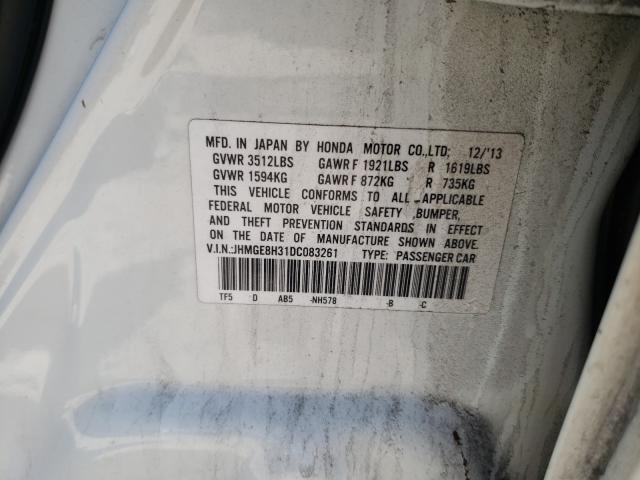 MFD. IN JAPAN BY HONDA MOTOR CO.,LTD. 12/'13
GVWR 3512LBS GAWR F 1921LBS R 1619LBS
GVWR 1594KG GAWR F 872KG R 735KG
THIS VEHICLE CONFORMS TO ALL APPLICABLE
FEDERAL MOTOR VEHICLE SAFETY ,BUMPER,
AND THEFT PREVENTION STANDARDS IN EFFECT
ON THE DATE OF MANUFACTURE SHOWN ABOVE.
V.I.N.:JHMGE8H31DC083261 TYPE: PASSENGER CAR
TF5 -D AB5 -NH578 -B -C